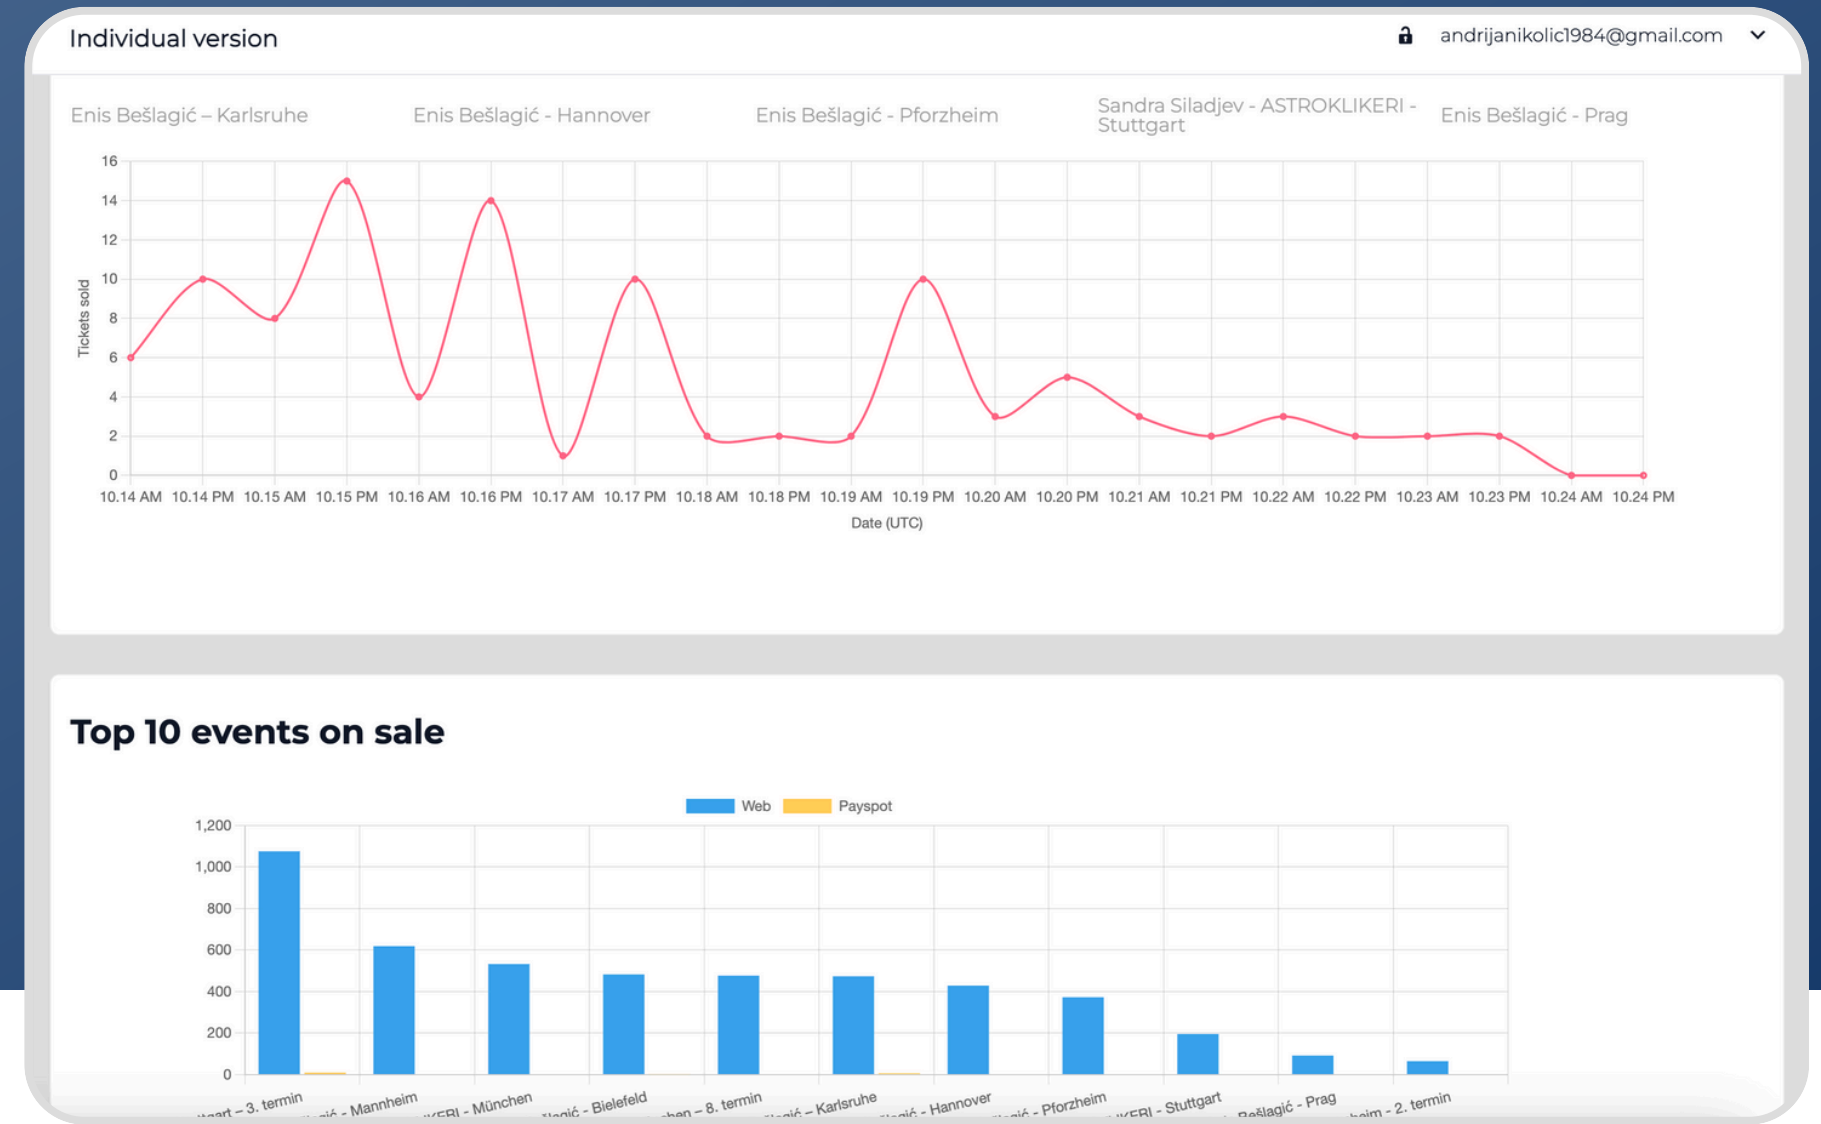 Individual version
andrijanikolic1984@gmail.com
Enis Bešlagić – Karlsruhe
Enis Bešlagić - Hannover
Enis Bešlagić - Pforzheim
Sandra Siladjev - ASTROKLIKERI -
Stuttgart
Enis Bešlagić - Prag
16
14
12
10
8
6
4
2
0
Tickets sold
10.14 AM 10.14 PM 10.15 AM 10.15 PM 10.16 AM 10.16 PM 10.17 AM 10.17 PM 10.18 AM 10.18 PM 10.19 AM 10.19 PM 10.20 AM 10.20 PM 10.21 AM 10.21 PM 10.22 AM 10.22 PM 10.23 AM 10.23 PM 10.24 AM 10.24 PM
Date (UTC)
Top 10 events on sale
Web Payspot
1,200
1,000
800
600
400
200
0
– 3. termin
- Mannheim
- München
- Bielefeld
– 8. termin
– Karlsruhe
- Hannover
- Pforzheim
- Stuttgart
Bešlagić - Prag
- 2. termin